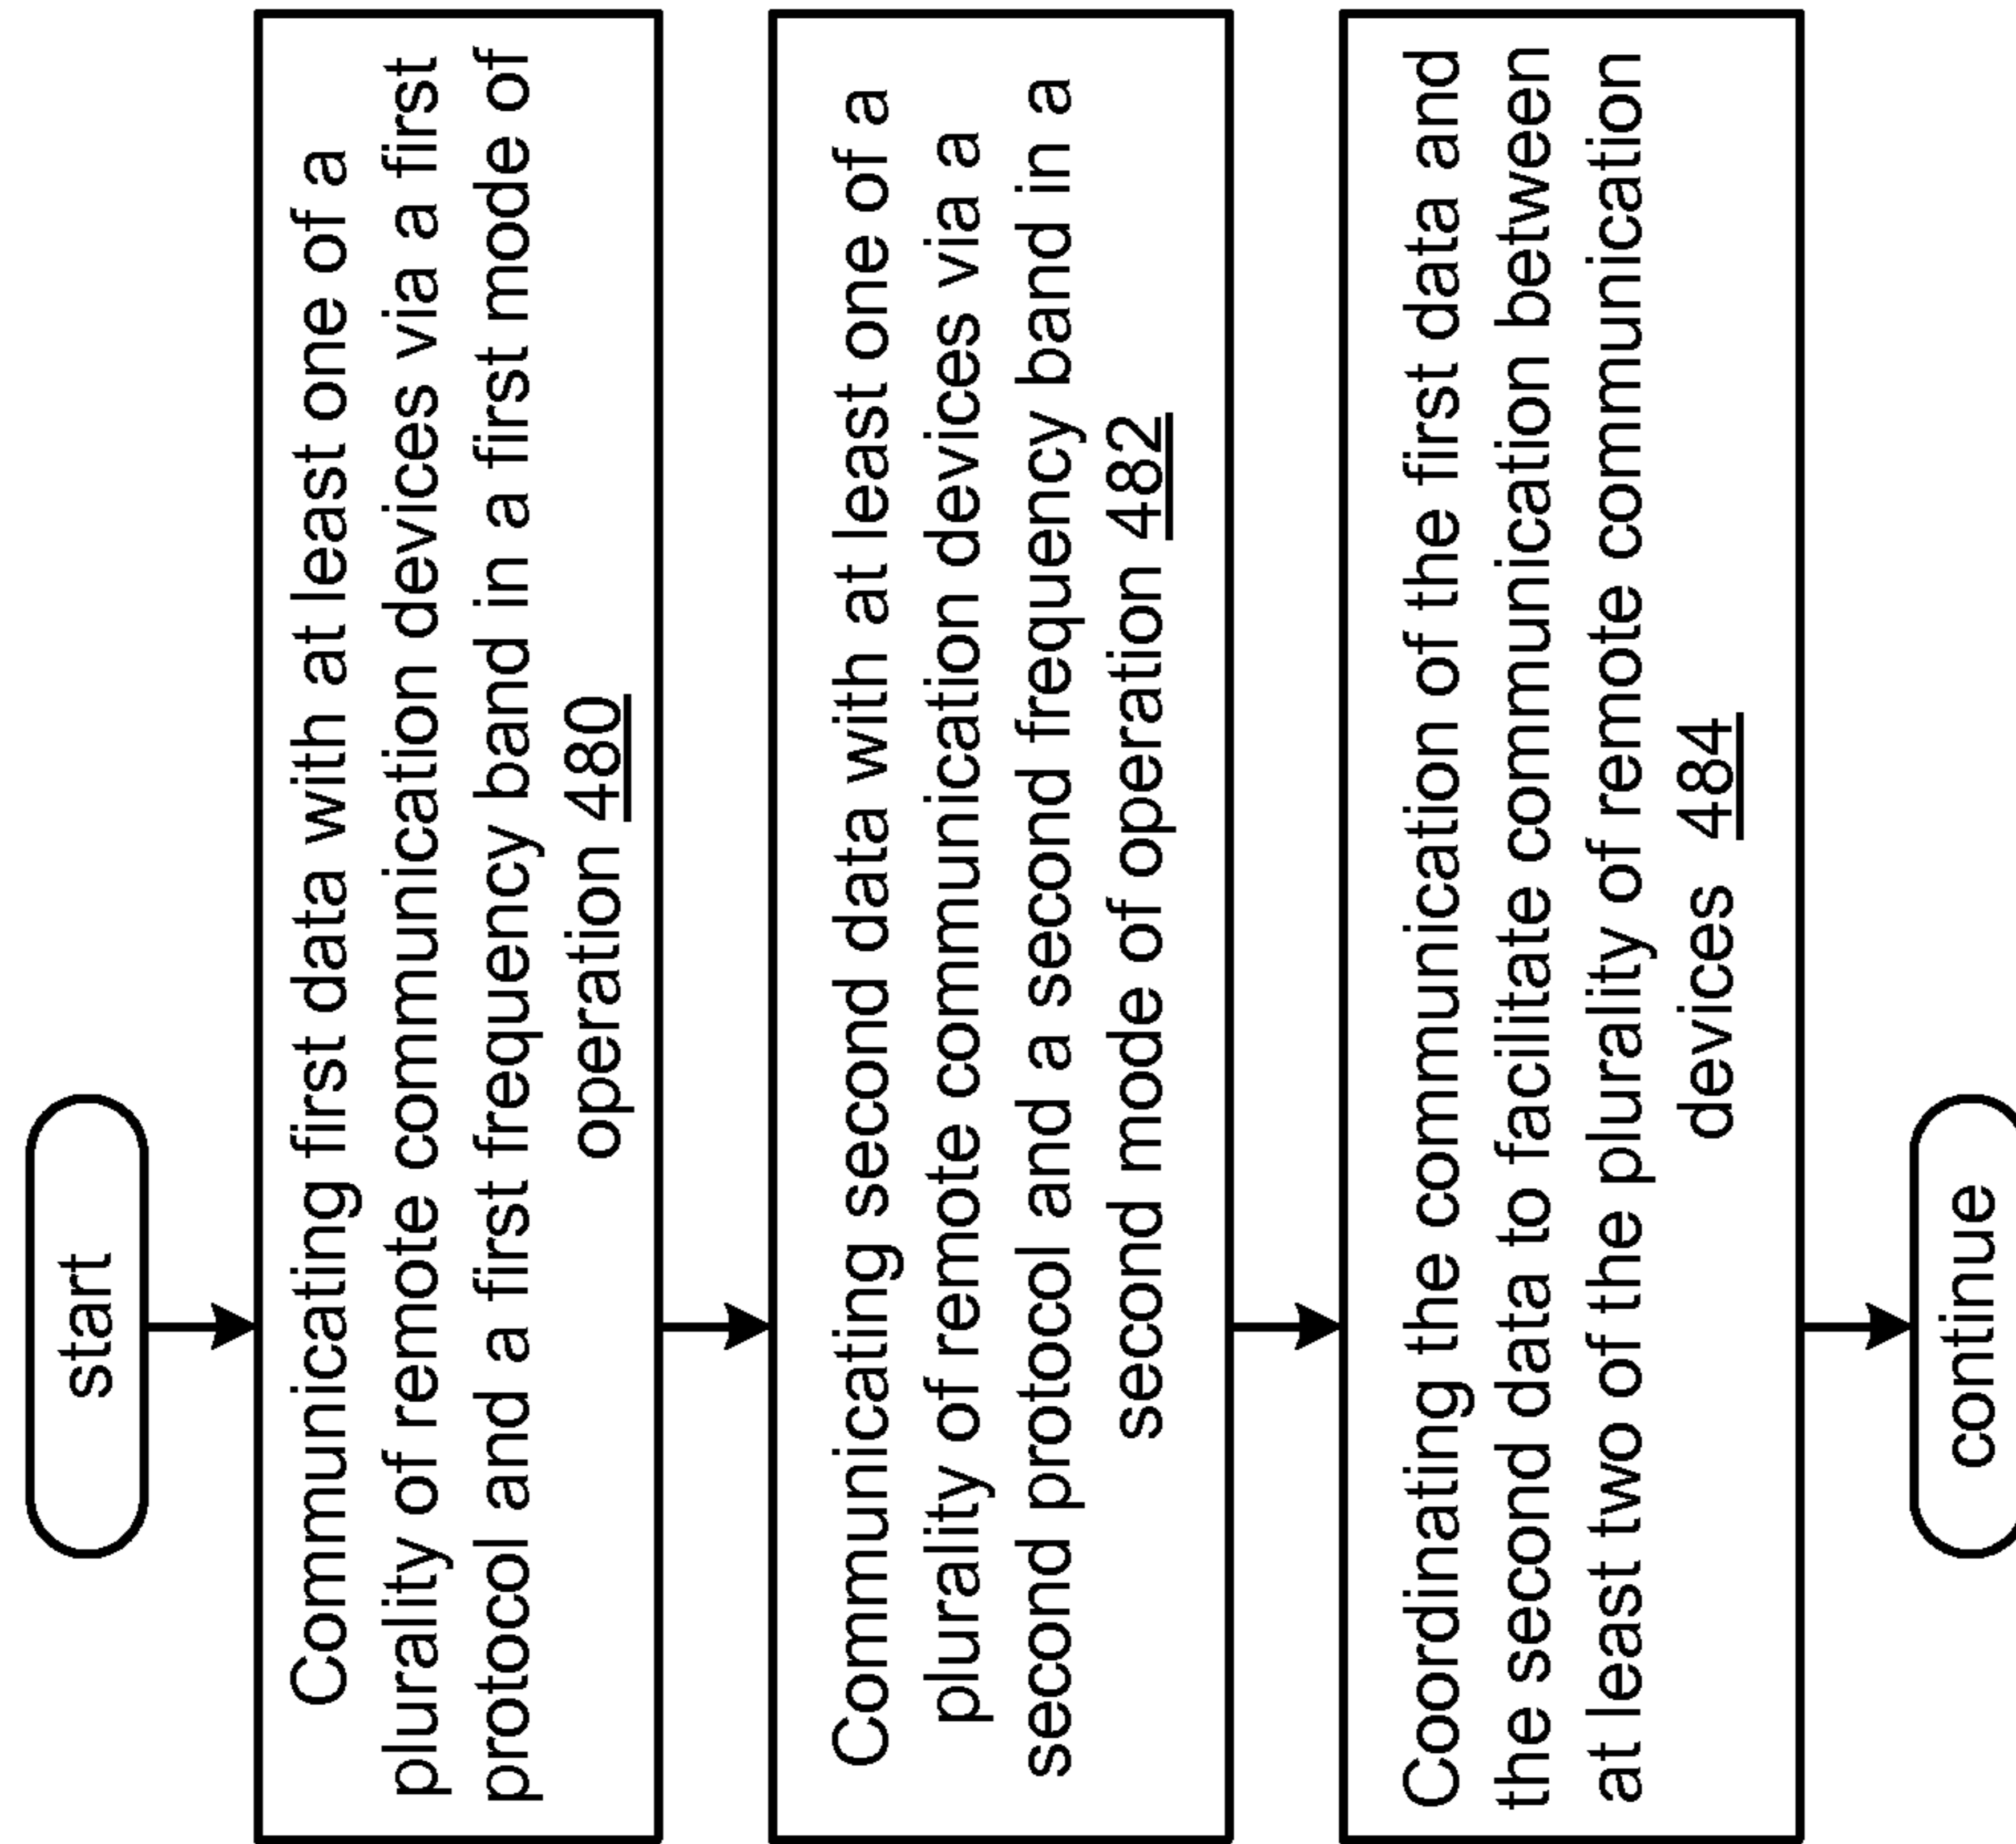 start
Communicating first data with at least one of a
plurality of remote communication devices via a first
protocol and a first frequency band in a first mode of
operation 480
Communicating second data with at least one of a
plurality of remote communication devices via a
second protocol and a second frequency band in a
second mode of operation 482
Coordinating the communication of the first data and
the second data to facilitate communication between
at least two of the plurality of remote communication
devices 484
continue